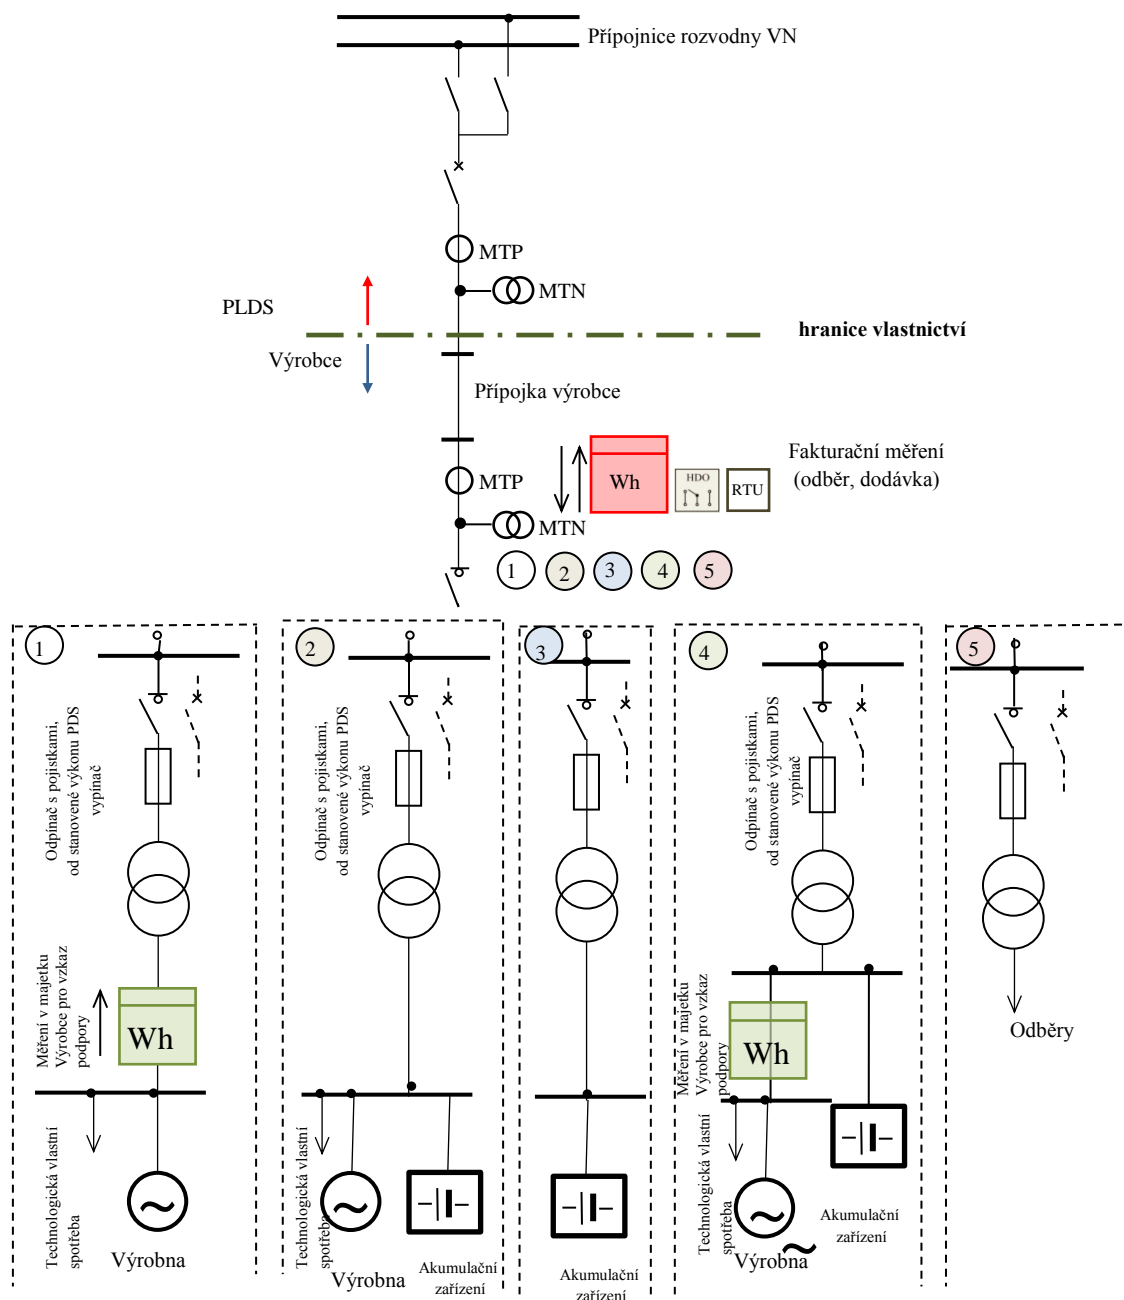 Přípojnice rozvodny VN
MTP
MTN
PLDS
hranice vlastnictví
Výrobce
Přípojka výrobce
Fakturační měření
(odběr, dodávka)
Wh
HDO
RTU
MTP
MTN
1
2
3
4
5
1
Odpínač s pojistkami,
od stanovené výkonu PDS
vypínač
Měření v majetku
Výrobce pro vzkaz
podpory
Wh
Technologická vlastní
spotřeba
Výrobna
2
Odpínač s pojistkami,
od stanovené výkonu PDS
vypínač
Technologická vlastní
spotřeba
Výrobna
Akumulační
zařízení
3
Akumulační
zařízení
4
Odpínač s pojistkami,
od stanovené výkonu PDS
vypínač
Měření v majetku
Výrobce pro vzkaz
podpory
Wh
Technologická vlastní
spotřeba
Výrobna
Akumulační
zařízení
5
Odběry